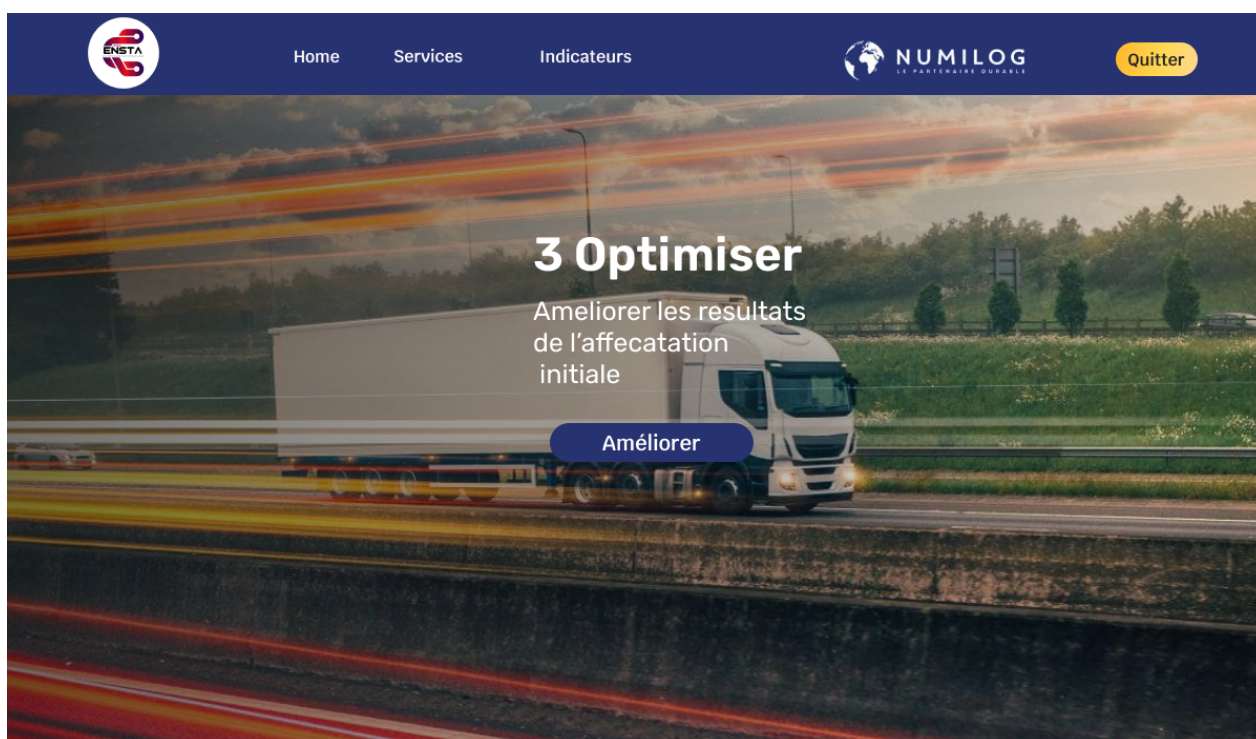 ENSTA
Home
Services
Indicateurs
NUMILOG
LE PARTENAIRE DURABLE
Quitter
3 Optimiser
Ameliorer les resultats
de l'affecatation
initiale
Améliorer